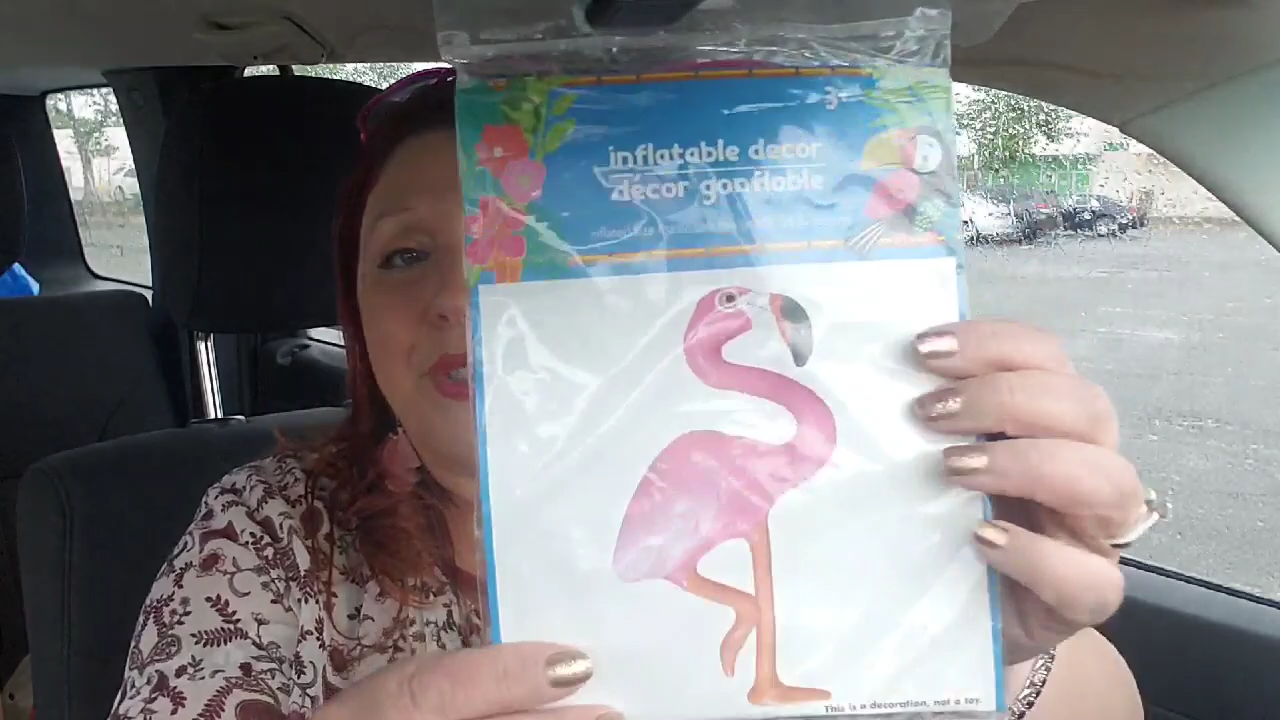 inflatable decor
décor gonflable
This is a decoration, not a toy.